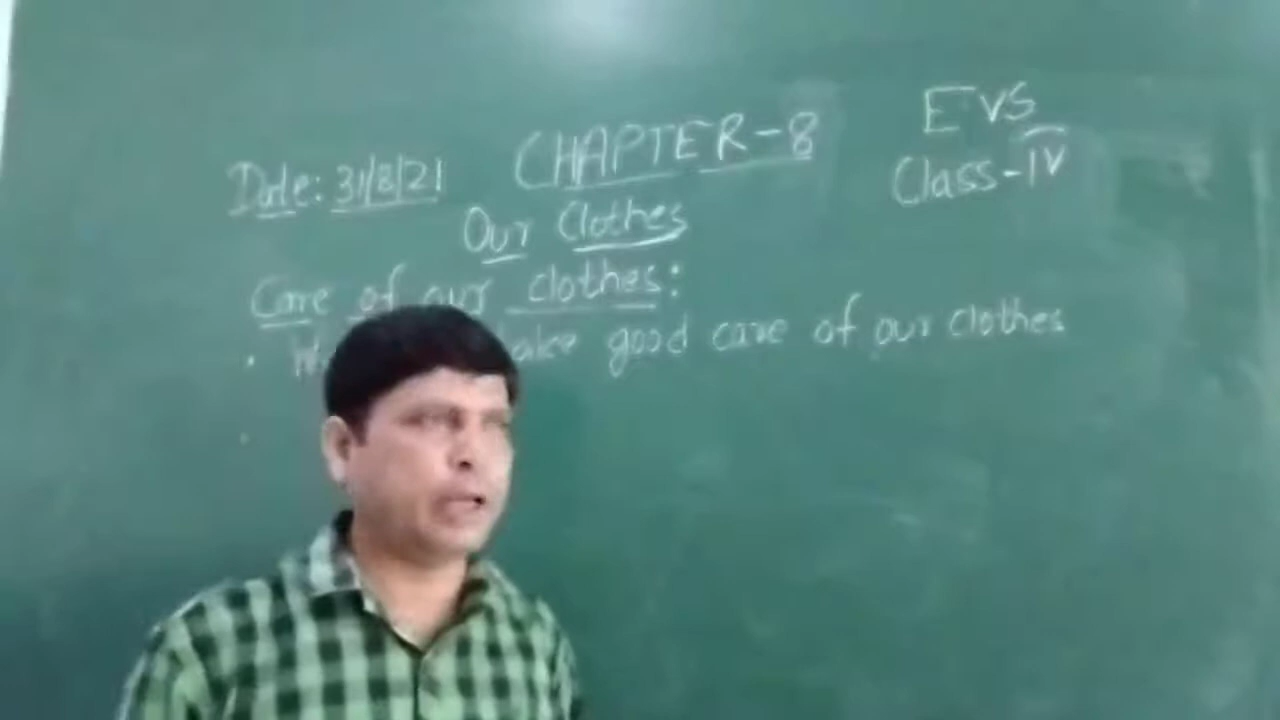 EVS
Date: 31/8/21 CHAPTER-8 Class-IV
Our Clothes
Care of our clothes:
• good care of our clothes